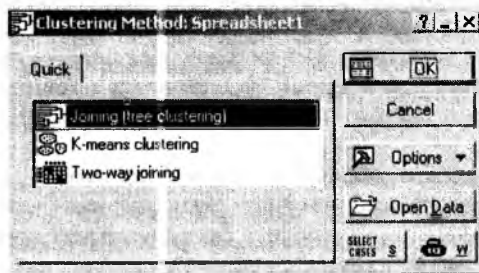 Clustering Method: Spreadsheet1
Quick
OK
Joining (tree clustering)
Cancel
K-means clustering
Options
Two-way joining
Open Data
SELECT CASES S
W